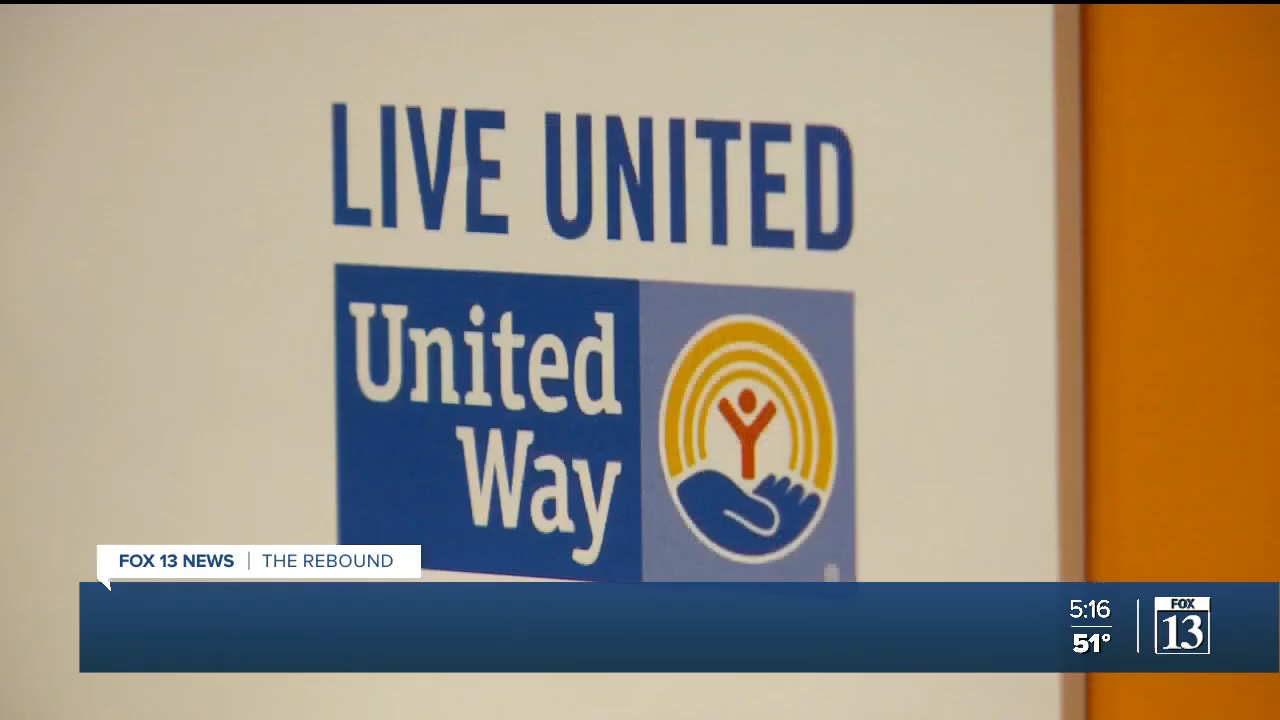 LIVE UNITED
United
Way
FOX 13 NEWS | THE REBOUND
5:16
51°
FOX
13